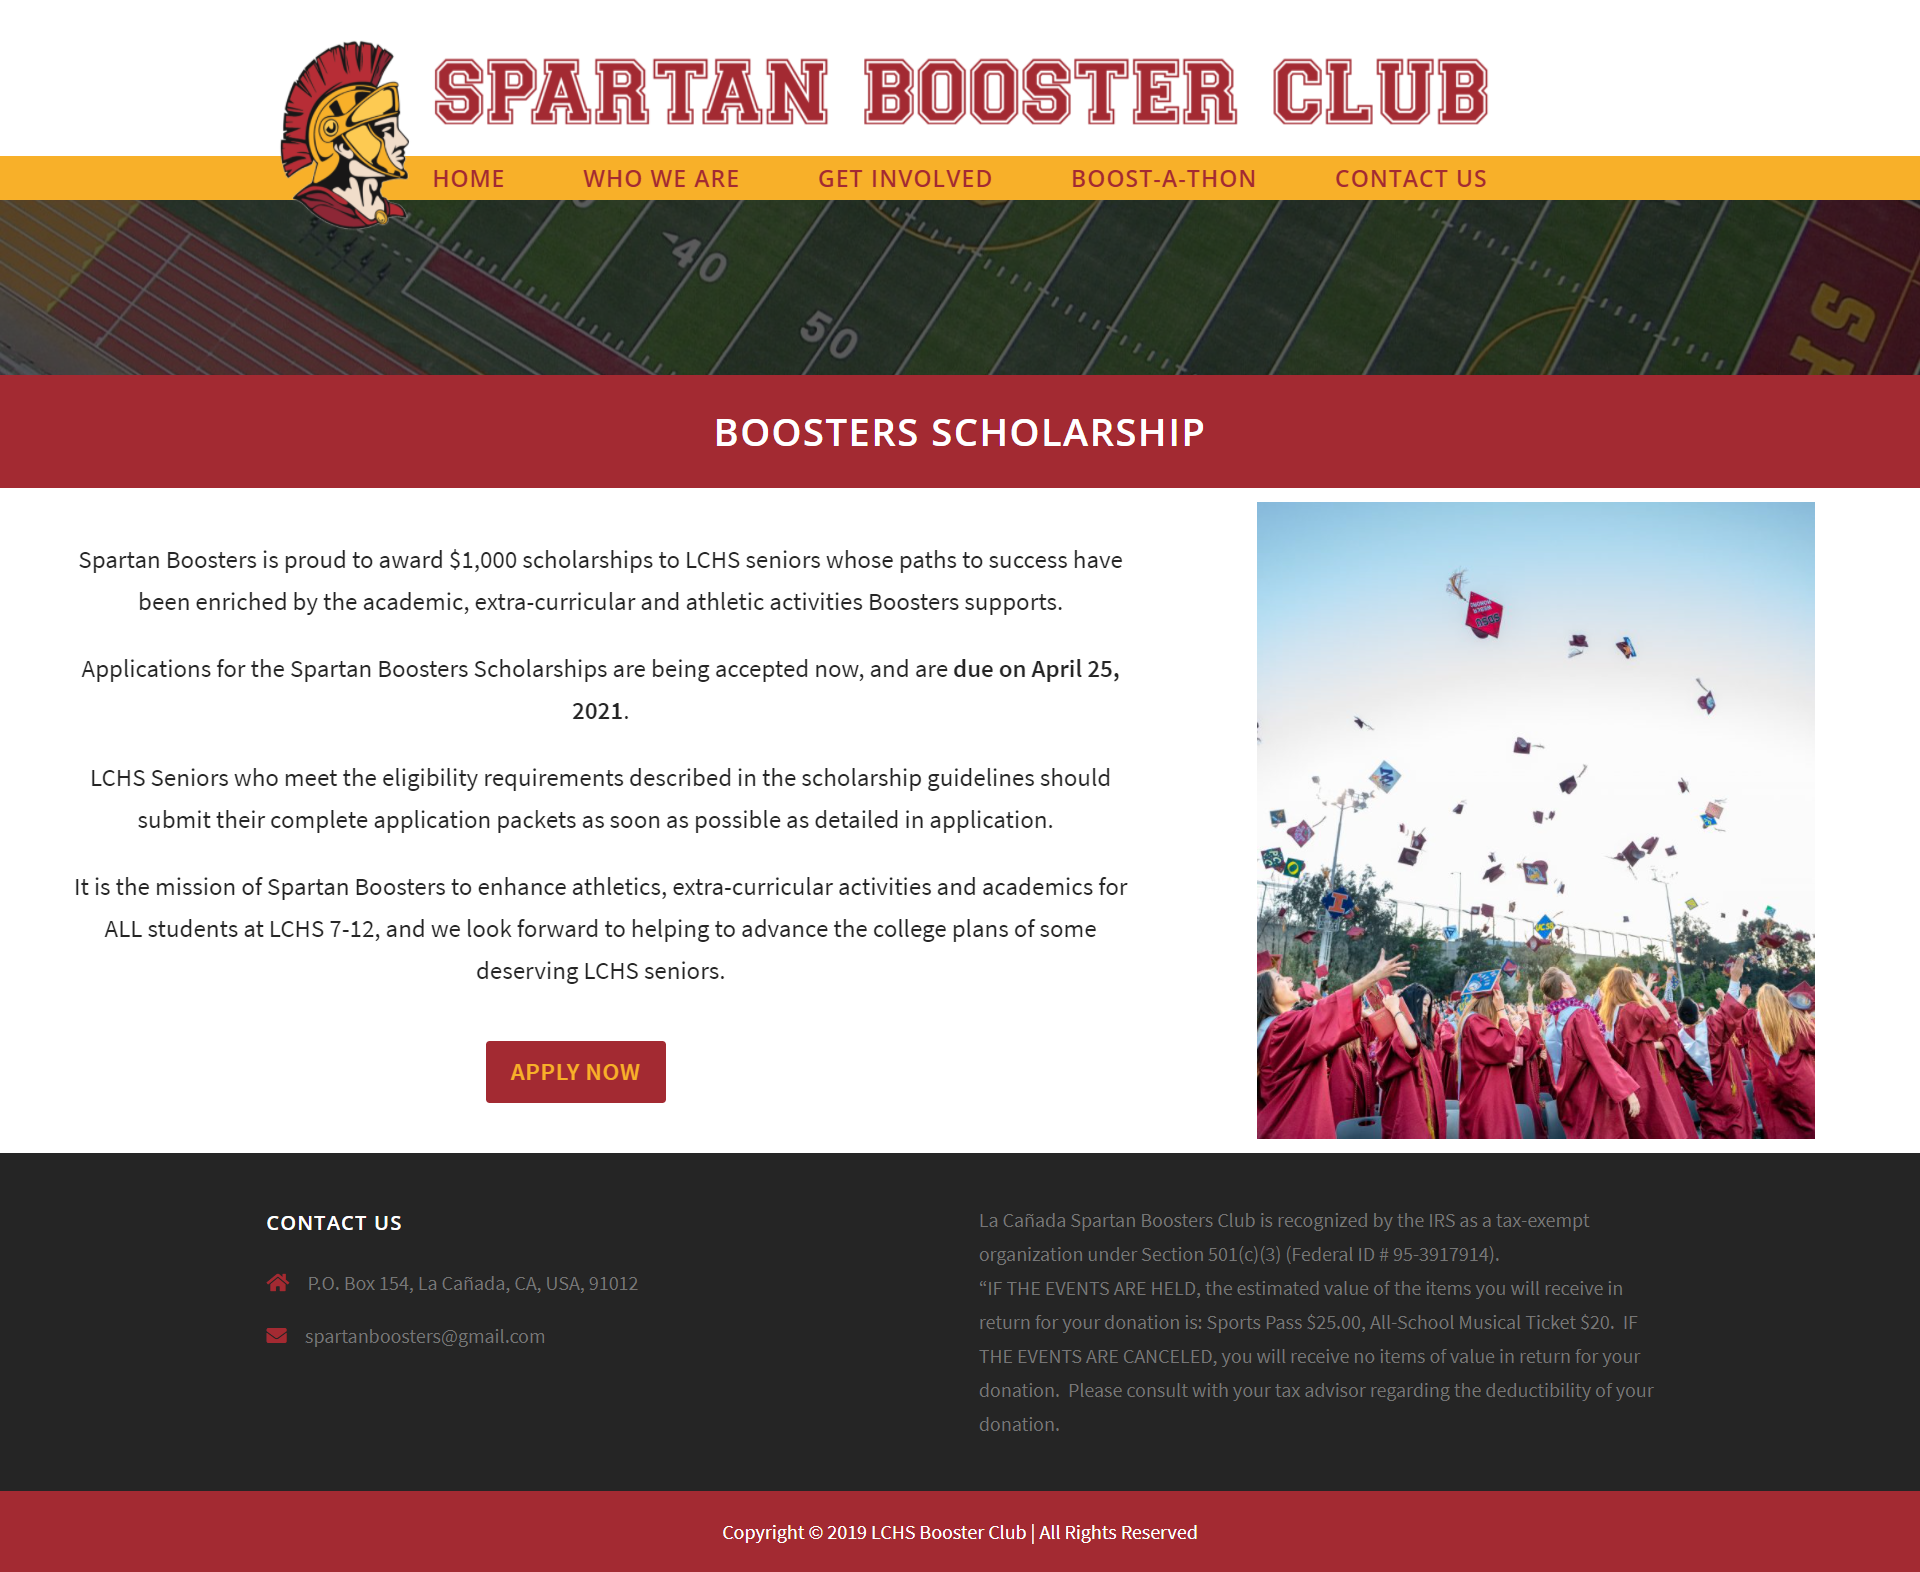 SPARTAN BOOSTER CLUB
HOME WHO WE ARE GET INVOLVED BOOST-A-THON CONTACT US
40
50
HS
BOOSTERS SCHOLARSHIP
Spartan Boosters is proud to award $1,000 scholarships to LCHS seniors whose paths to success have
been enriched by the academic, extra-curricular and athletic activities Boosters supports.
Applications for the Spartan Boosters Scholarships are being accepted now, and are due on April 25,
2021.
LCHS Seniors who meet the eligibility requirements described in the scholarship guidelines should
submit their complete application packets as soon as possible as detailed in application.
It is the mission of Spartan Boosters to enhance athletics, extra-curricular activities and academics for
ALL students at LCHS 7-12, and we look forward to helping to advance the college plans of some
deserving LCHS seniors.
APPLY NOW
CONTACT US
P.O. Box 154, La Cañada, CA, USA, 91012
spartanboosters@gmail.com
La Cañada Spartan Boosters Club is recognized by the IRS as a tax-exempt
organization under Section 501(c)(3) (Federal ID # 95-3917914).
“IF THE EVENTS ARE HELD, the estimated value of the items you will receive in
return for your donation is: Sports Pass $25.00, All-School Musical Ticket $20.  IF
THE EVENTS ARE CANCELED, you will receive no items of value in return for your
donation.  Please consult with your tax advisor regarding the deductibility of your
donation.
Copyright © 2019 LCHS Booster Club | All Rights Reserved